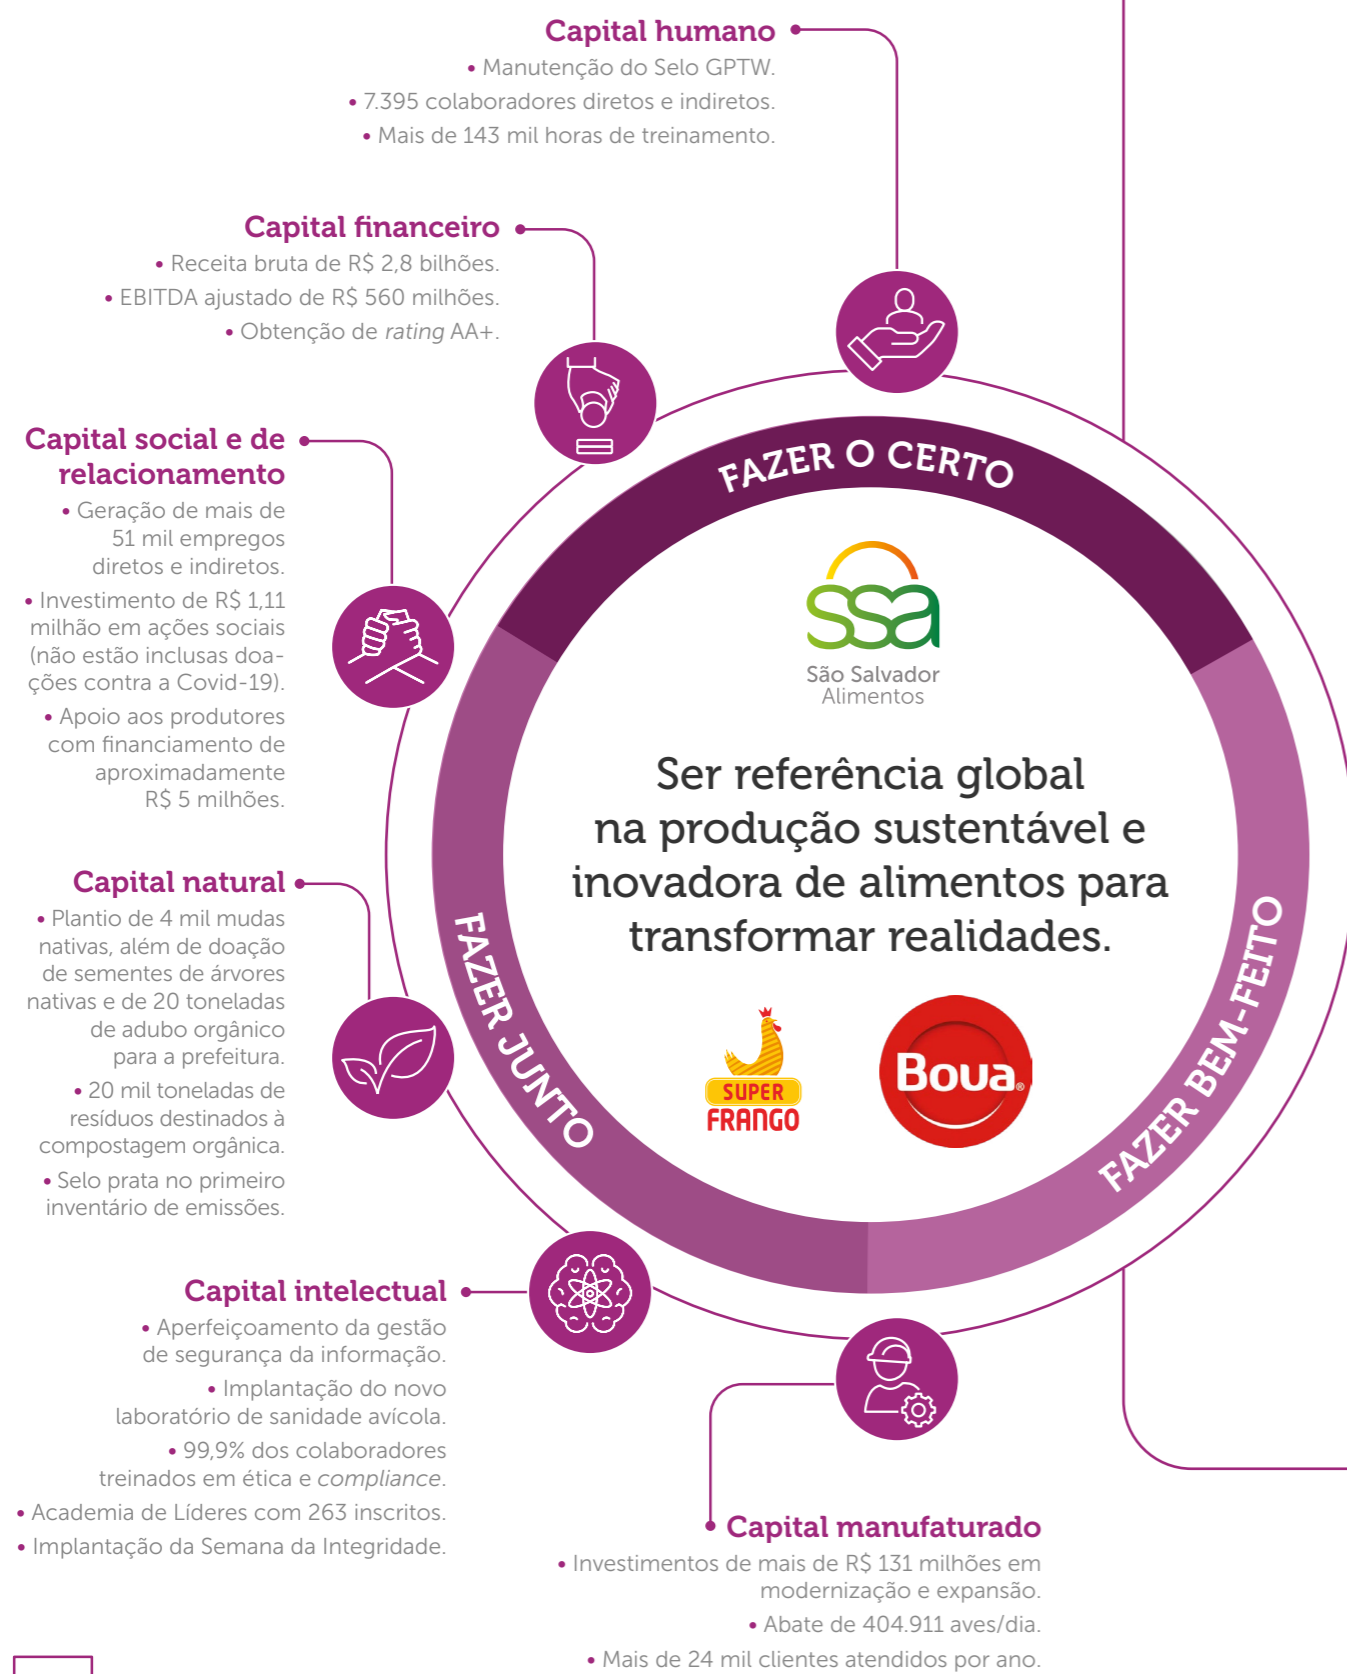 Capital humano
• Manutenção do Selo GPTW.
• 7.395 colaboradores diretos e indiretos.
• Mais de 143 mil horas de treinamento.
Capital financeiro
• Receita bruta de R$ 2,8 bilhões.
• EBITDA ajustado de R$ 560 milhões.
• Obtenção de rating AA+.
Capital social e de
relacionamento
• Geração de mais de
51 mil empregos
diretos e indiretos.
• Investimento de R$ 1,11
milhão em ações sociais
(não estão inclusas doa-
ções contra a Covid-19).
• Apoio aos produtores
com financiamento de
aproximadamente
R$ 5 milhões.
Capital natural
• Plantio de 4 mil mudas
nativas, além de doação
de sementes de árvores
nativas e de 20 toneladas
de adubo orgânico
para a prefeitura.
• 20 mil toneladas de
resíduos destinados à
compostagem orgânica.
• Selo prata no primeiro
inventário de emissões.
Capital intelectual
• Aperfeiçoamento da gestão
de segurança da informação.
• Implantação do novo
laboratório de sanidade avícola.
• 99,9% dos colaboradores
treinados em ética e compliance.
• Academia de Líderes com 263 inscritos.
• Implantação da Semana da Integridade.
Capital manufaturado
• Investimentos de mais de R$ 131 milhões em
modernização e expansão.
• Abate de 404.911 aves/dia.
• Mais de 24 mil clientes atendidos por ano.
FAZER O CERTO
ssa
São Salvador
Alimentos
Ser referência global
na produção sustentável e
inovadora de alimentos para
transformar realidades.
SUPER
FRANGO
Boua®
FAZER JUNTO
FAZER BEM-FEITO